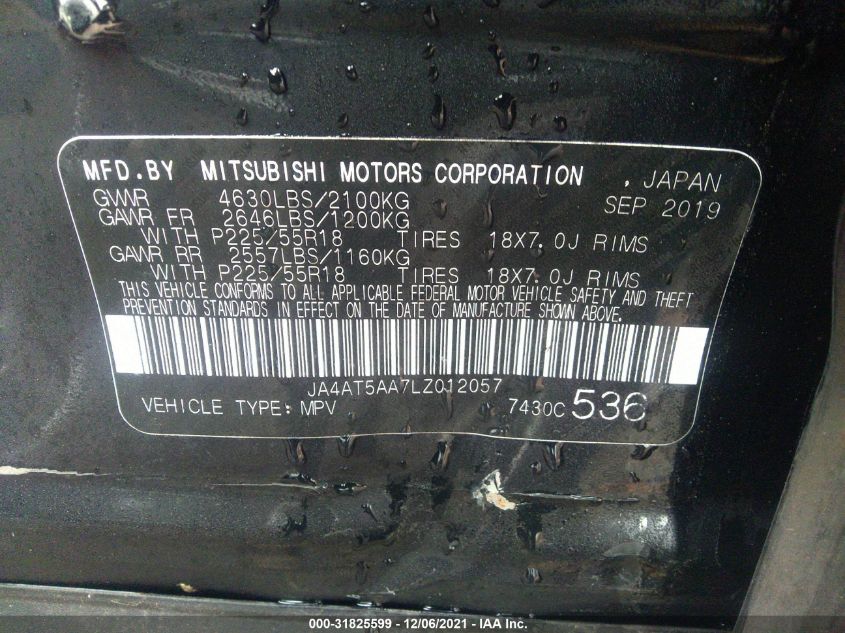 MFD.BY MITSUBISHI MOTORS CORPORATION , JAPAN
GVWR 4630LBS/2100KG SEP 2019
GAWR FR 2646LBS/1200KG
WITH P225/55R18 TIRES 18X7.0J RIMS
GAWR RR 2557LBS/1160KG
WITH P225/55R18 TIRES 18X7.0J RIMS
THIS VEHICLE CONFORMS TO ALL APPLICABLE FEDERAL MOTOR VEHICLE SAFETY AND THEFT
PREVENTION STANDARDS IN EFFECT ON THE DATE OF MANUFACTURE SHOWN ABOVE.
JA4AT5AA7LZ012057
VEHICLE TYPE: MPV 7430C 536
000-31825599 - 12/06/2021 - IAA Inc.